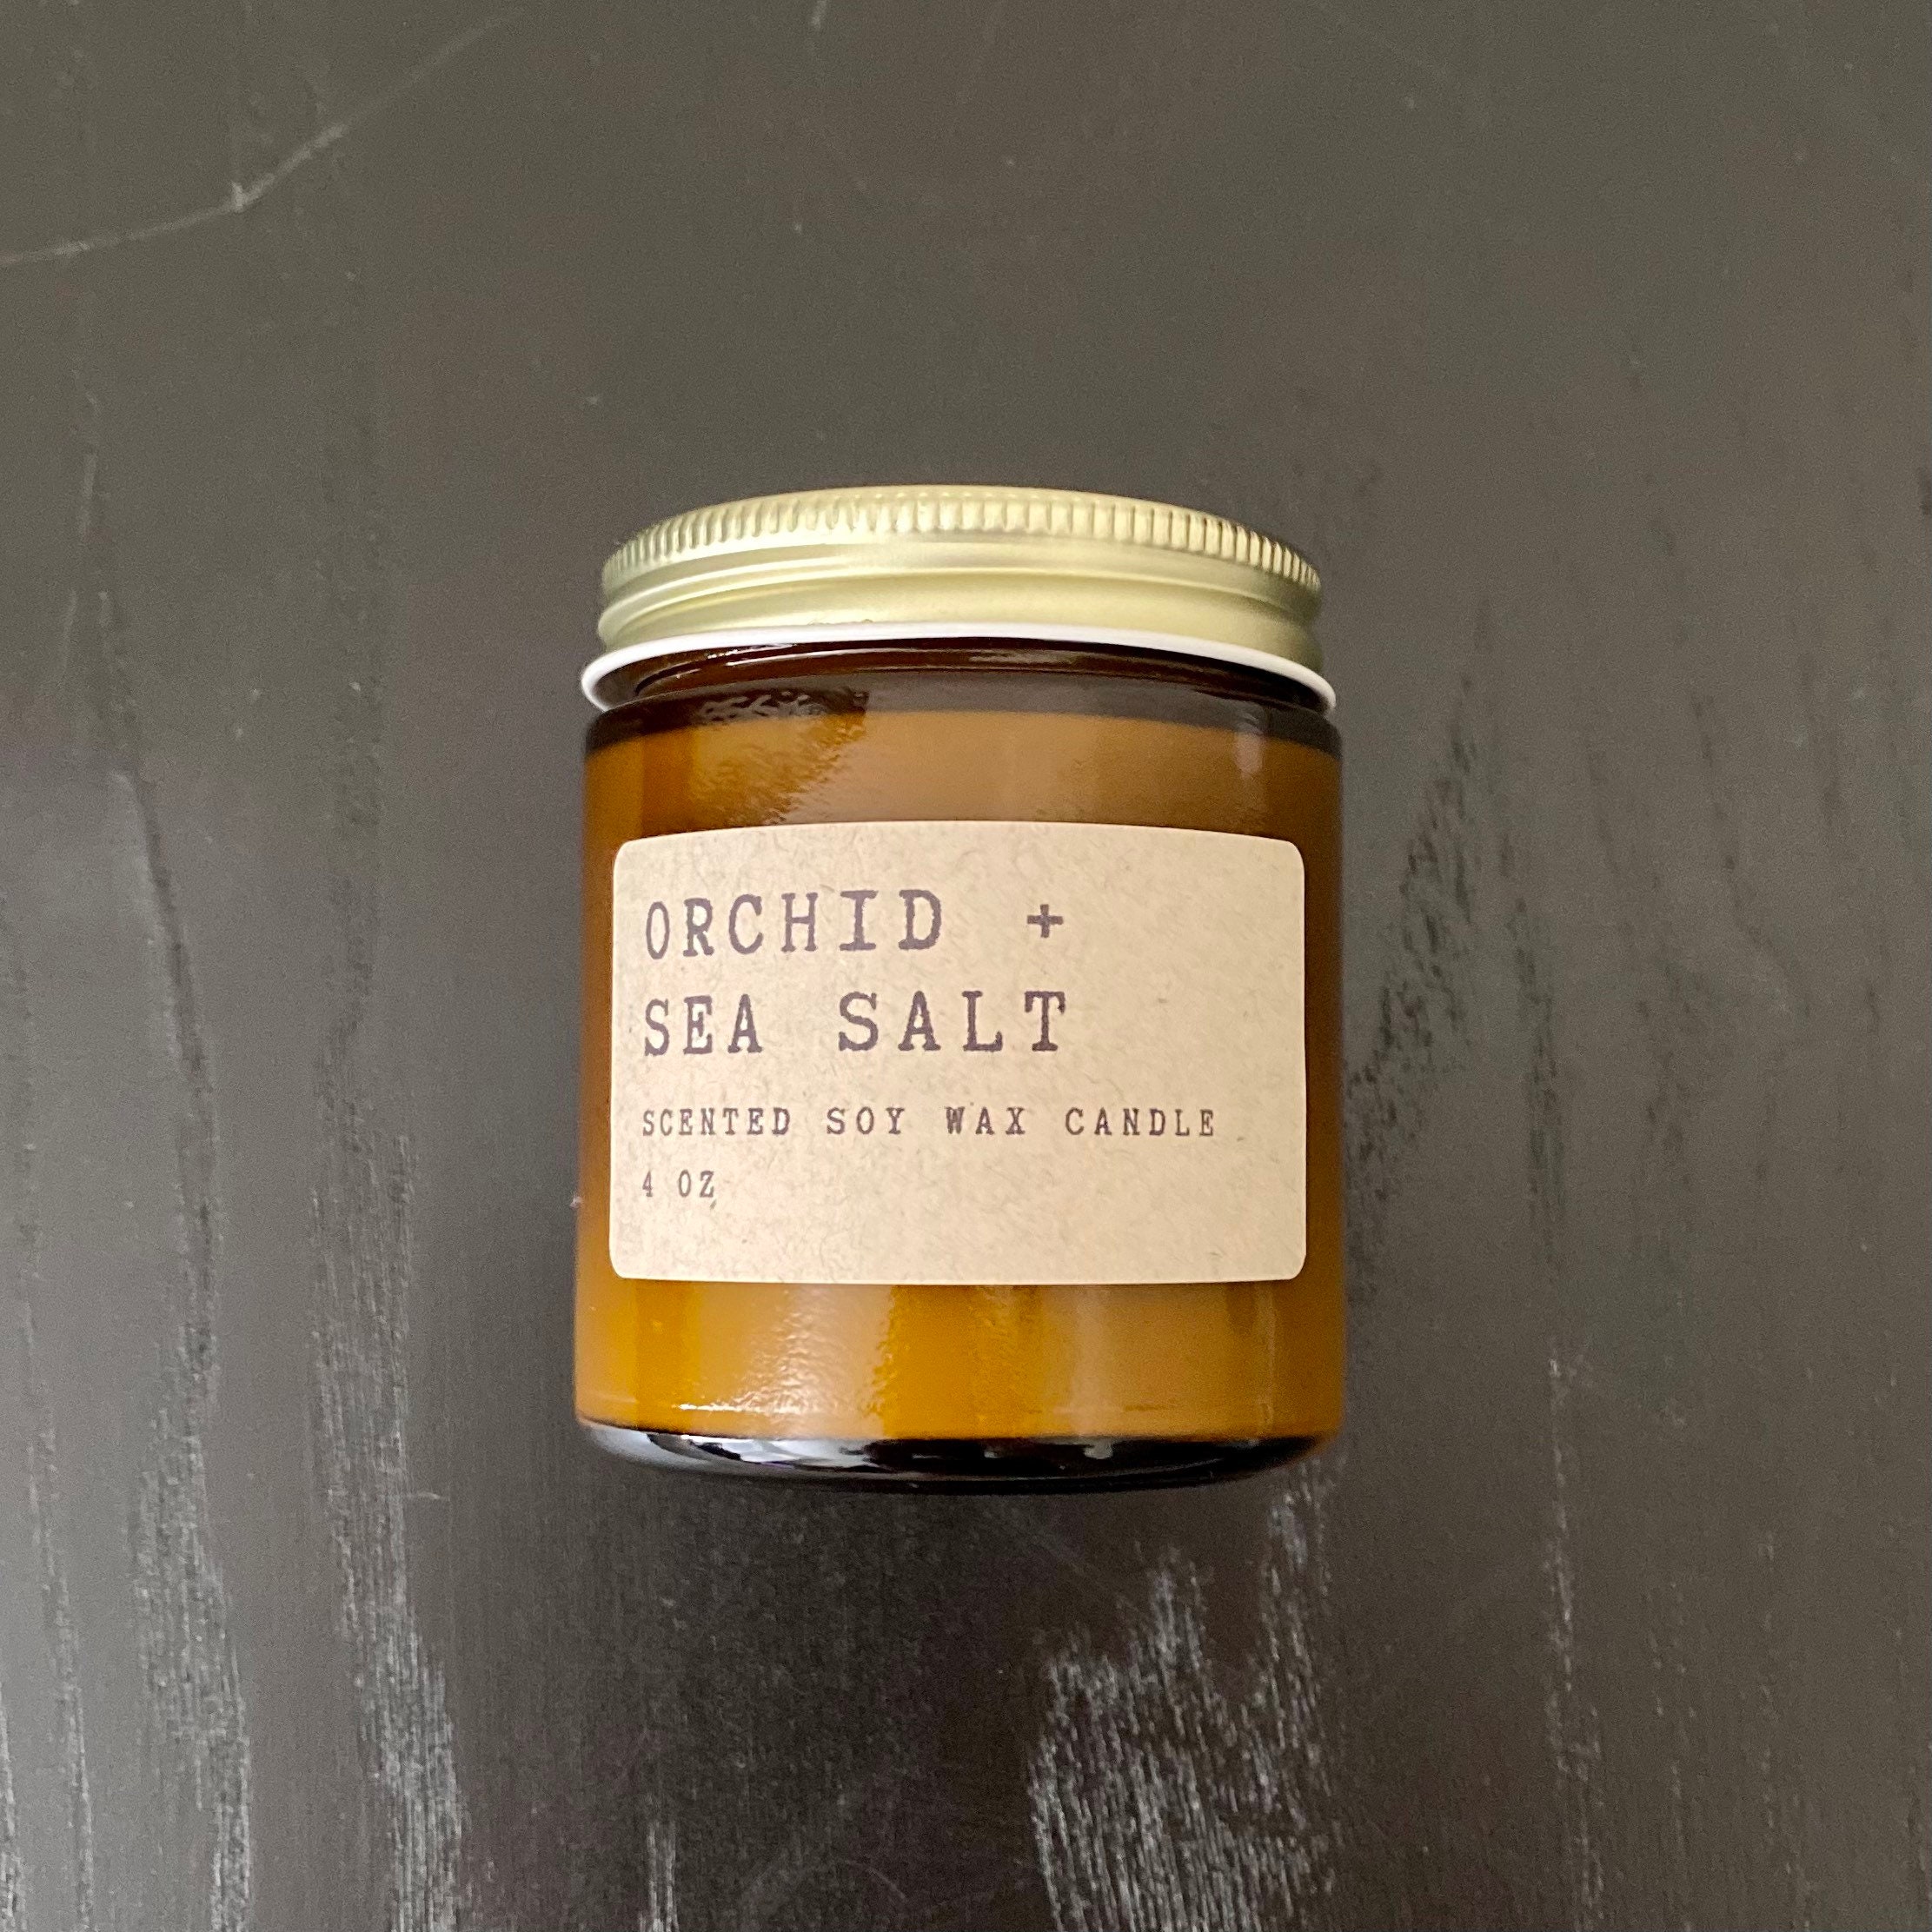 ORCHID +
SEA SALT
SCENTED SOY WAX CANDLE
4 OZ